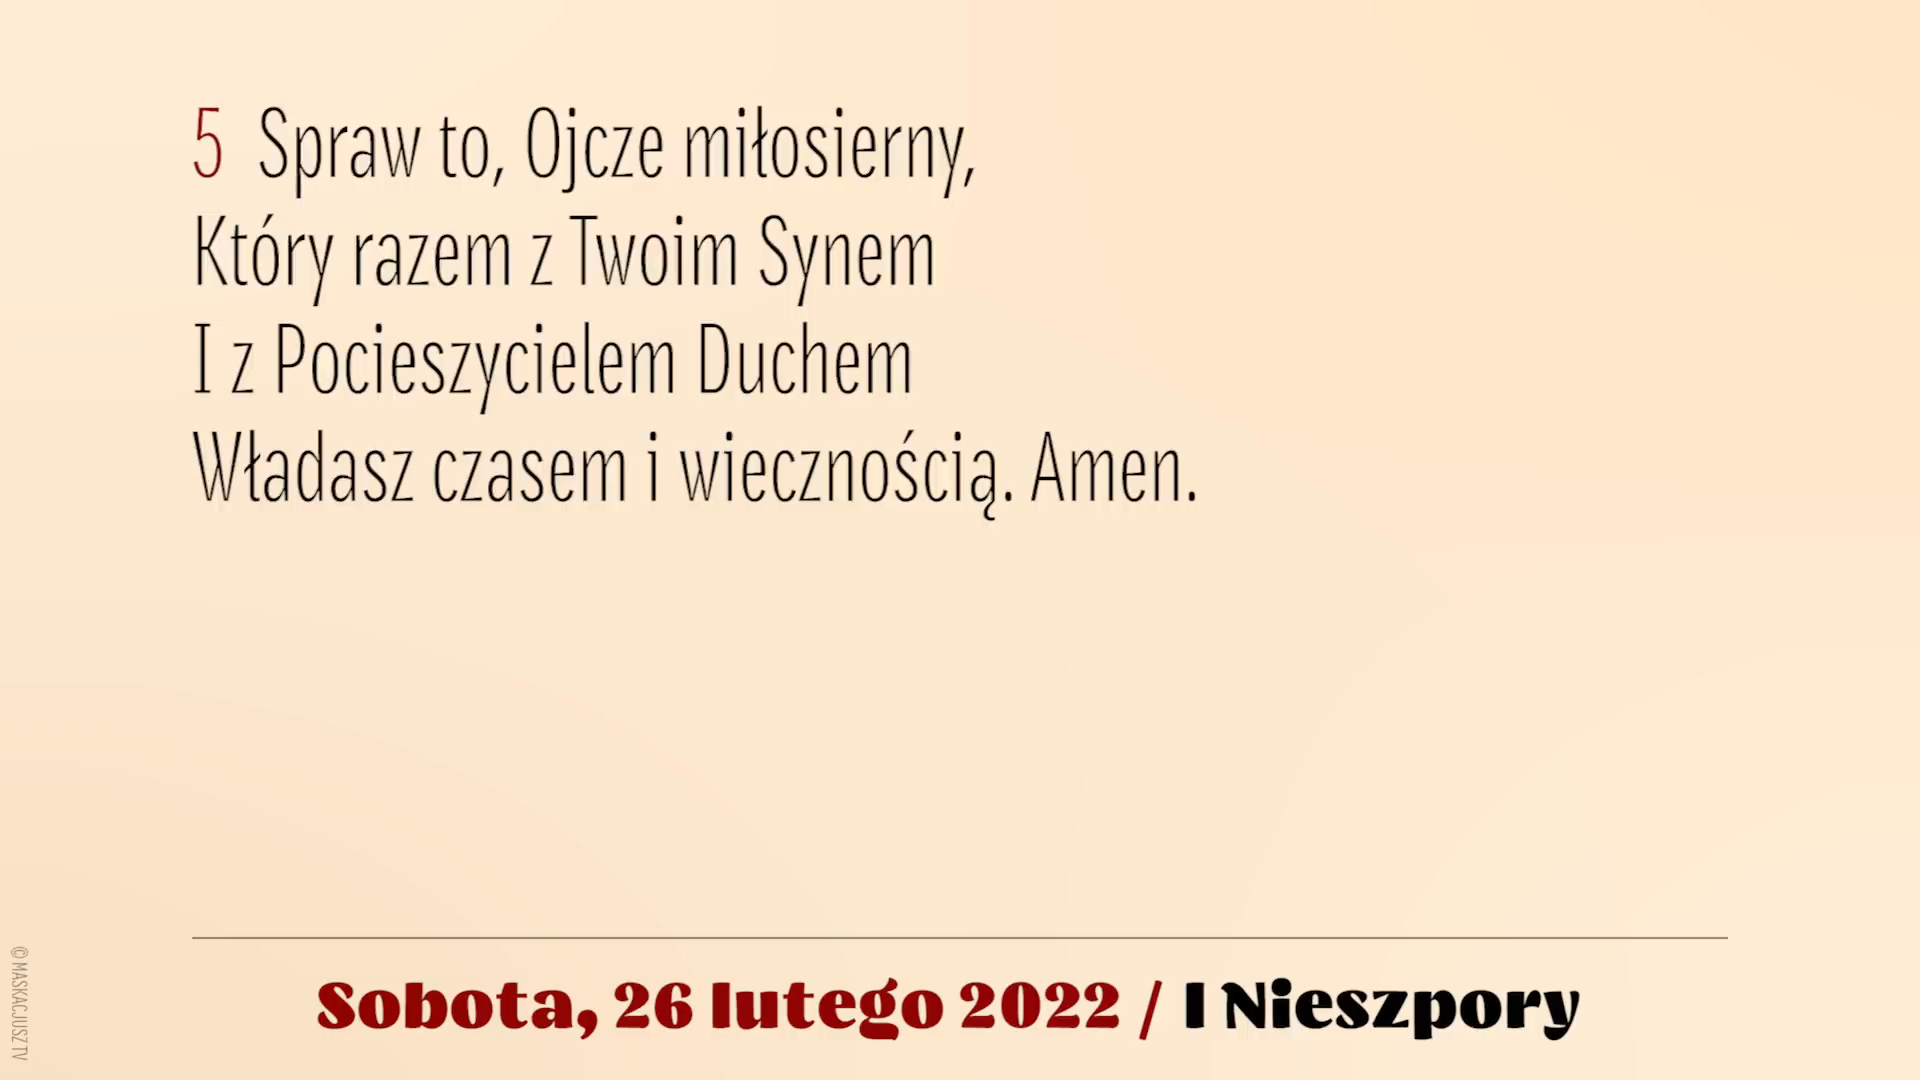 5 Spraw to, Ojcze miłosierny,
Który razem z Twoim Synem
I z Pocieszycielem Duchem
Władasz czasem i wiecznością. Amen.
Sobota, 26 lutego 2022 / I Nieszpory
© MASKACJUSZ TV